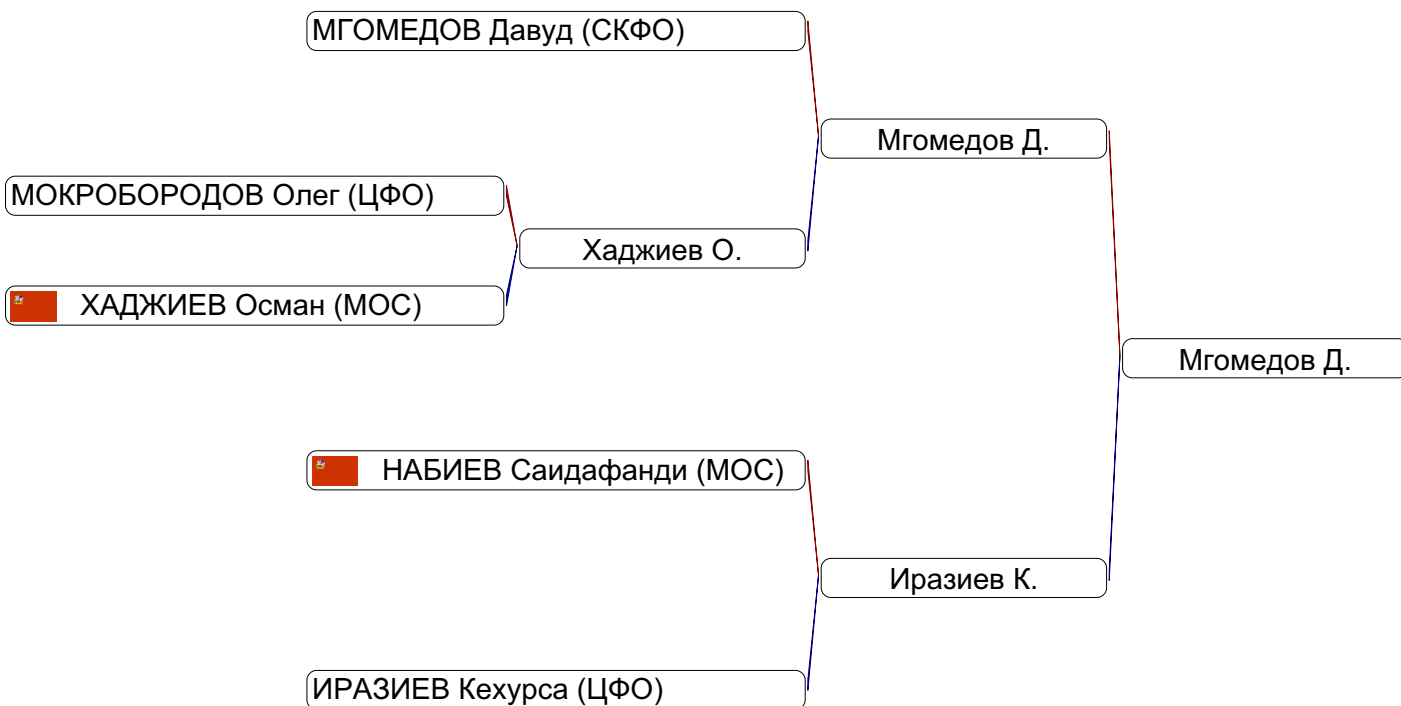 МГОМЕДОВ Давуд (СКФО)
Мгомедов Д.
МОКРОБОРОДОВ Олег (ЦФО)
Хаджиев О.
ХАДЖИЕВ Осман (МОС)
Мгомедов Д.
НАБИЕВ Саидафанди (МОС)
Иразиев К.
ИРАЗИЕВ Кехурса (ЦФО)